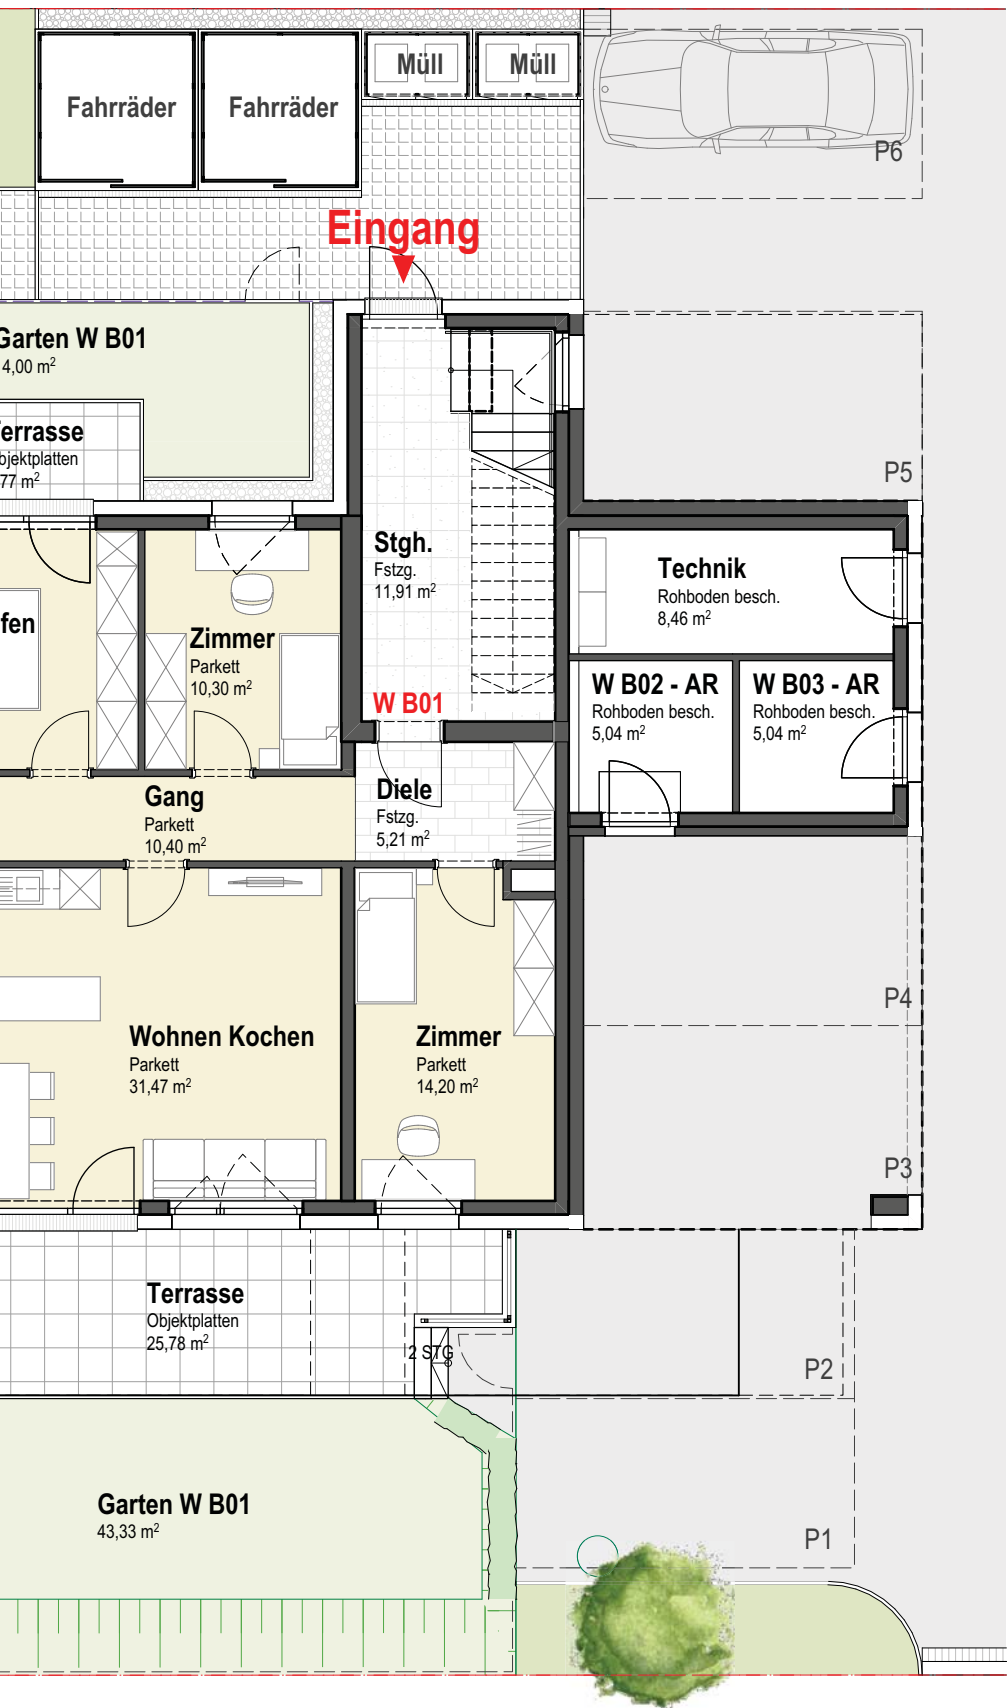 Fahrräder
Fahrräder
Müll
Müll
P6
Eingang
Garten W B01
4,00 m²
Terrasse
Objektplatten
77 m²
P5
Stgh.
Fstzg.
11,91 m²
Technik
Rohboden besch.
8,46 m²
fen
Zimmer
Parkett
10,30 m²
W B01
W B02 - AR
Rohboden besch.
5,04 m²
W B03 - AR
Rohboden besch.
5,04 m²
Gang
Parkett
10,40 m²
Diele
Fstzg.
5,21 m²
P4
Wohnen Kochen
Parkett
31,47 m²
Zimmer
Parkett
14,20 m²
P3
Terrasse
Objektplatten
25,78 m²
2 STG
P2
Garten W B01
43,33 m²
P1